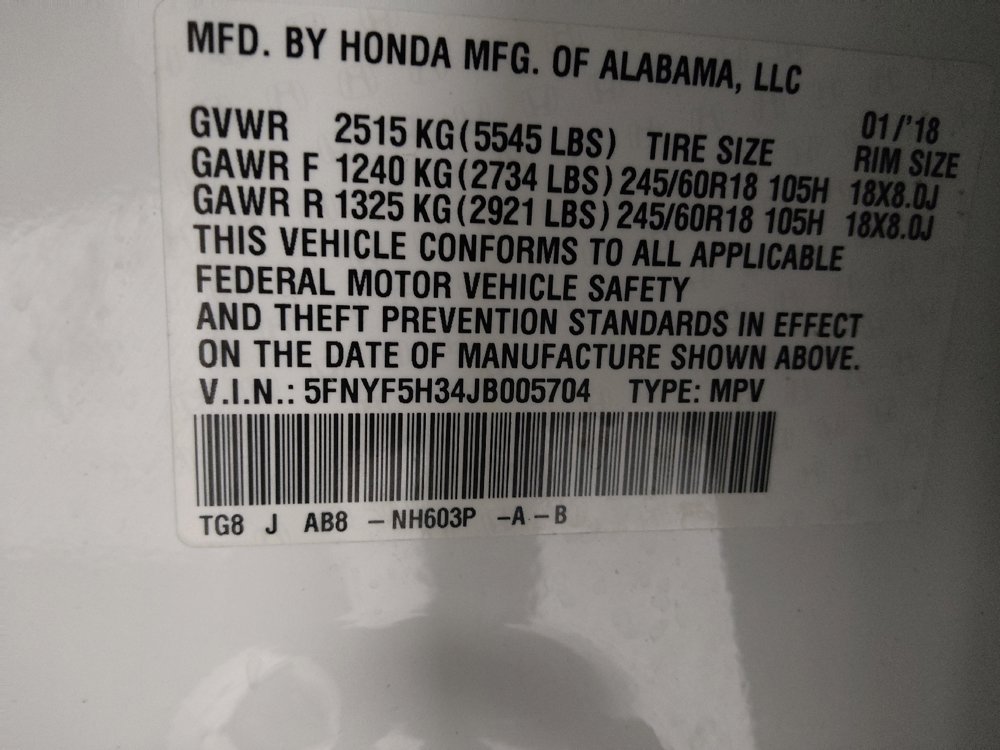 MFD. BY HONDA MFG. OF ALABAMA, LLC
01/'18
GVWR 2515 KG (5545 LBS) TIRE SIZE RIM SIZE
GAWR F 1240 KG (2734 LBS) 245/60R18 105H 18X8.0J
GAWR R 1325 KG (2921 LBS) 245/60R18 105H 18X8.0J
THIS VEHICLE CONFORMS TO ALL APPLICABLE
FEDERAL MOTOR VEHICLE SAFETY
AND THEFT PREVENTION STANDARDS IN EFFECT
ON THE DATE OF MANUFACTURE SHOWN ABOVE.
V.I.N.: 5FNYF5H34JB005704 TYPE: MPV
TG8 J AB8 - NH603P -A - B